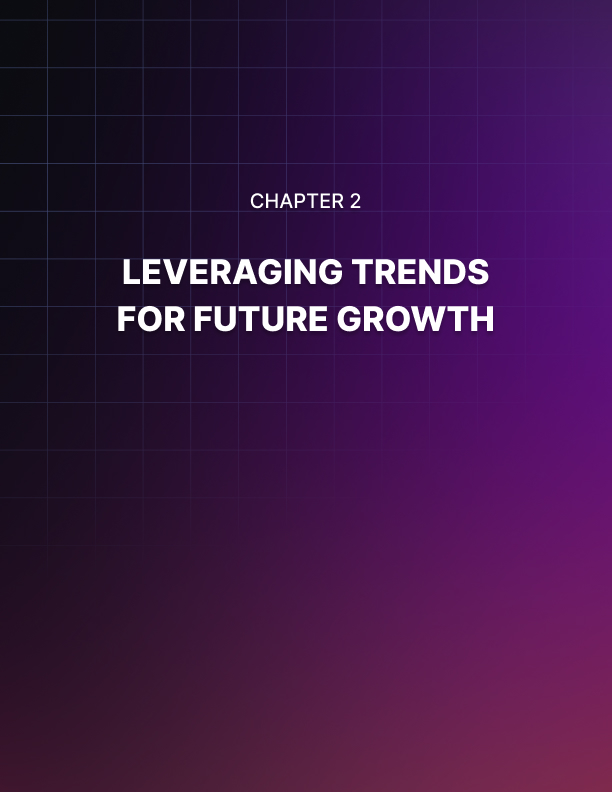 CHAPTER 2
LEVERAGING TRENDS
FOR FUTURE GROWTH